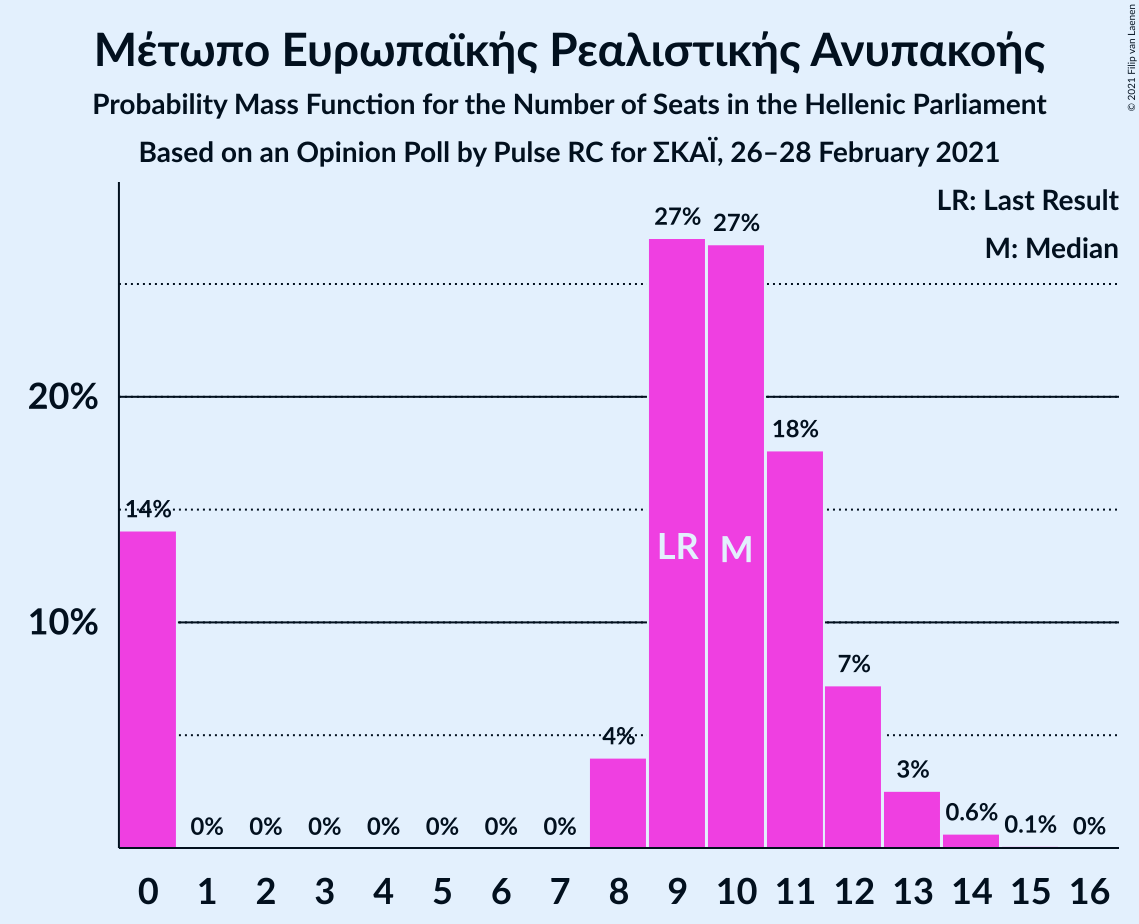 Μέτωπο Ευρωπαϊκής Ρεαλιστικής Ανυπακοής
Probability Mass Function for the Number of Seats in the Hellenic Parliament
Based on an Opinion Poll by Pulse RC for ΣΚΑΪ, 26–28 February 2021
© 2021 Filip van Laenen
LR: Last Result
M: Median
20%
10%
14%
0%
0%
0%
0%
0%
0%
0%
4%
27%
27%
18%
7%
3%
0.6%
0.1%
0%
LR
M
0 1 2 3 4 5 6 7 8 9 10 11 12 13 14 15 16